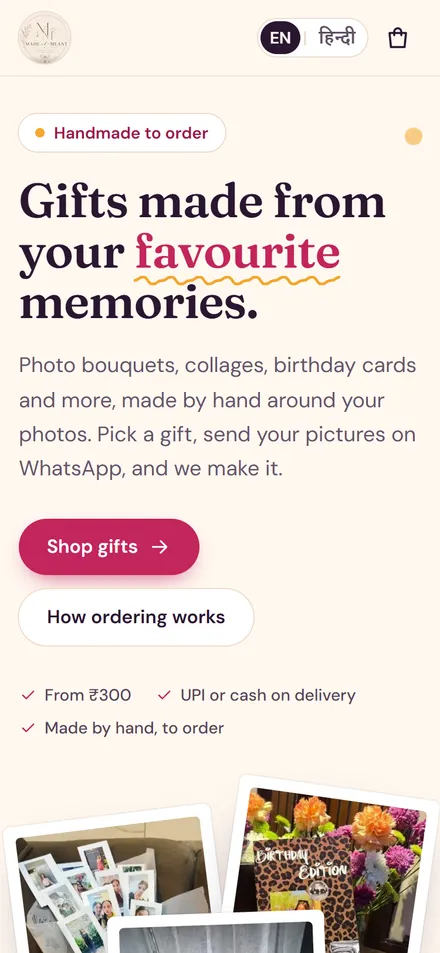 MADE & MEANT
EN
हिन्दी
Handmade to order
Gifts made from
your favourite
memories.
Photo bouquets, collages, birthday cards
and more, made by hand around your
photos. Pick a gift, send your pictures on
WhatsApp, and we make it.
Shop gifts →
How ordering works
✓ From ₹300 ✓ UPI or cash on delivery
✓ Made by hand, to order
BIRTHDAY
EDITION